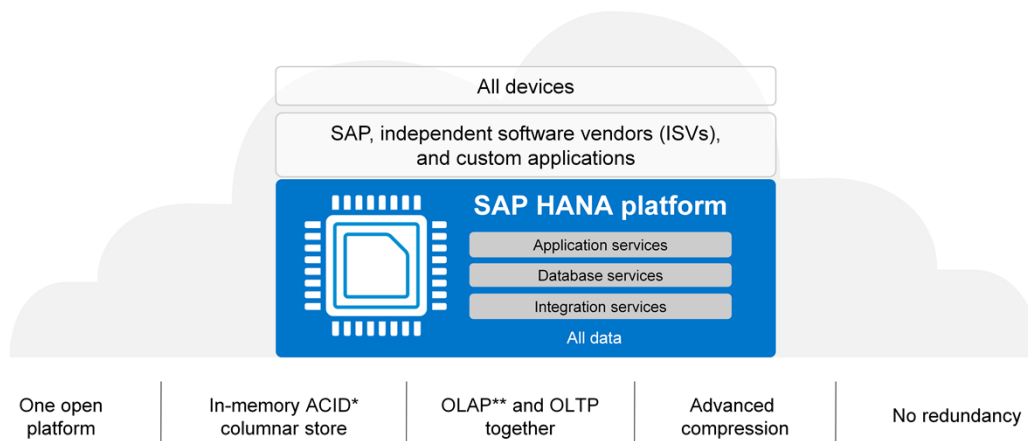 All devices
SAP, independent software vendors (ISVs),
and custom applications
SAP HANA platform
Application services
Database services
Integration services
All data
One open
platform
In-memory ACID*
columnar store
OLAP** and OLTP
together
Advanced
compression
No redundancy